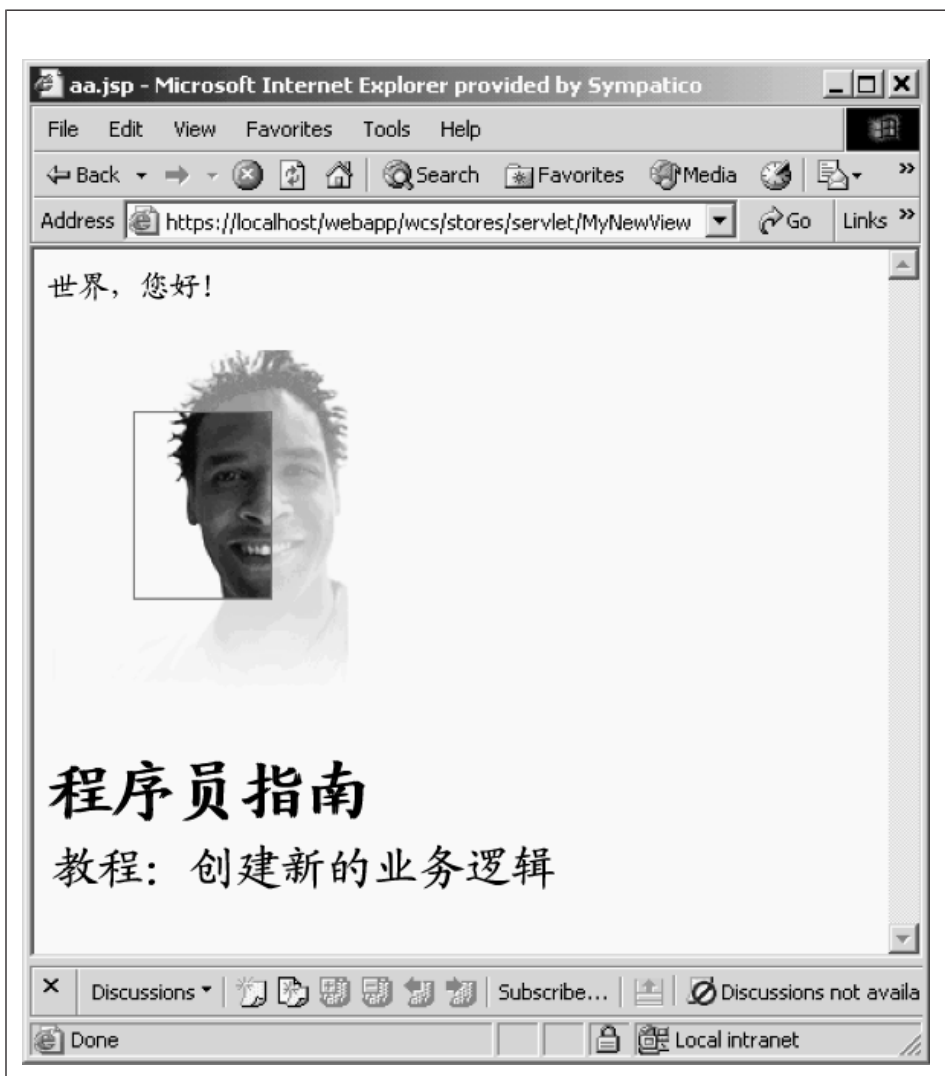 aa.jsp - Microsoft Internet Explorer provided by Sympatico
File Edit View Favorites Tools Help
Back Search Favorites Media »
Address https://localhost/webapp/wcs/stores/servlet/MyNewView Go Links »
世界，您好！
程序员指南
教程：创建新的业务逻辑
Discussions Subscribe... Discussions not availa
Done Local intranet